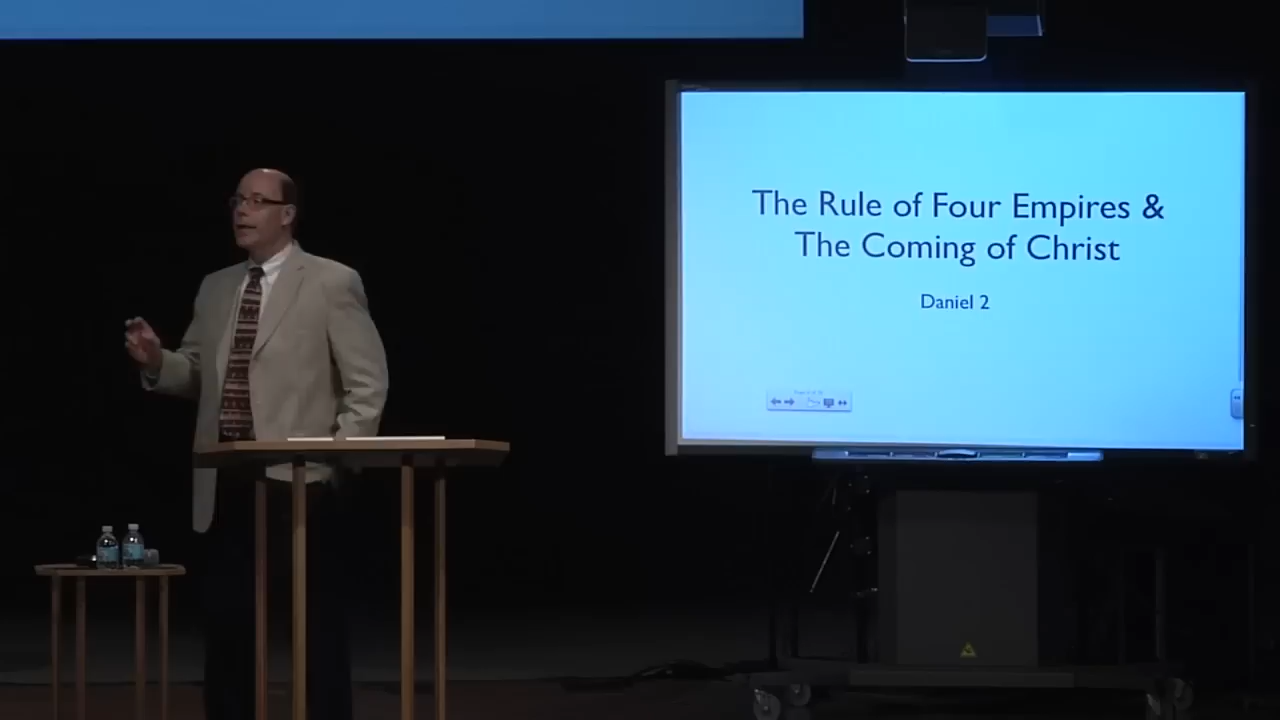 The Rule of Four Empires &
The Coming of Christ
Daniel 2